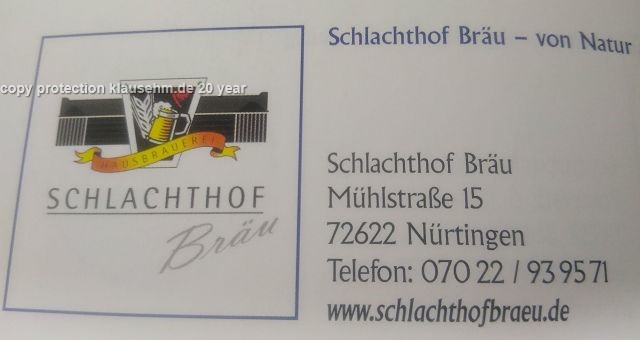 Schlachthof Bräu – von Natur
copy protection klausehm.de 20 year
HAUSBRAUEREI
SCHLACHTHOF
Bräu
Schlachthof Bräu
Mühlstraße 15
72622 Nürtingen
Telefon: 070 22 / 93 95 71
www.schlachthofbraeu.de